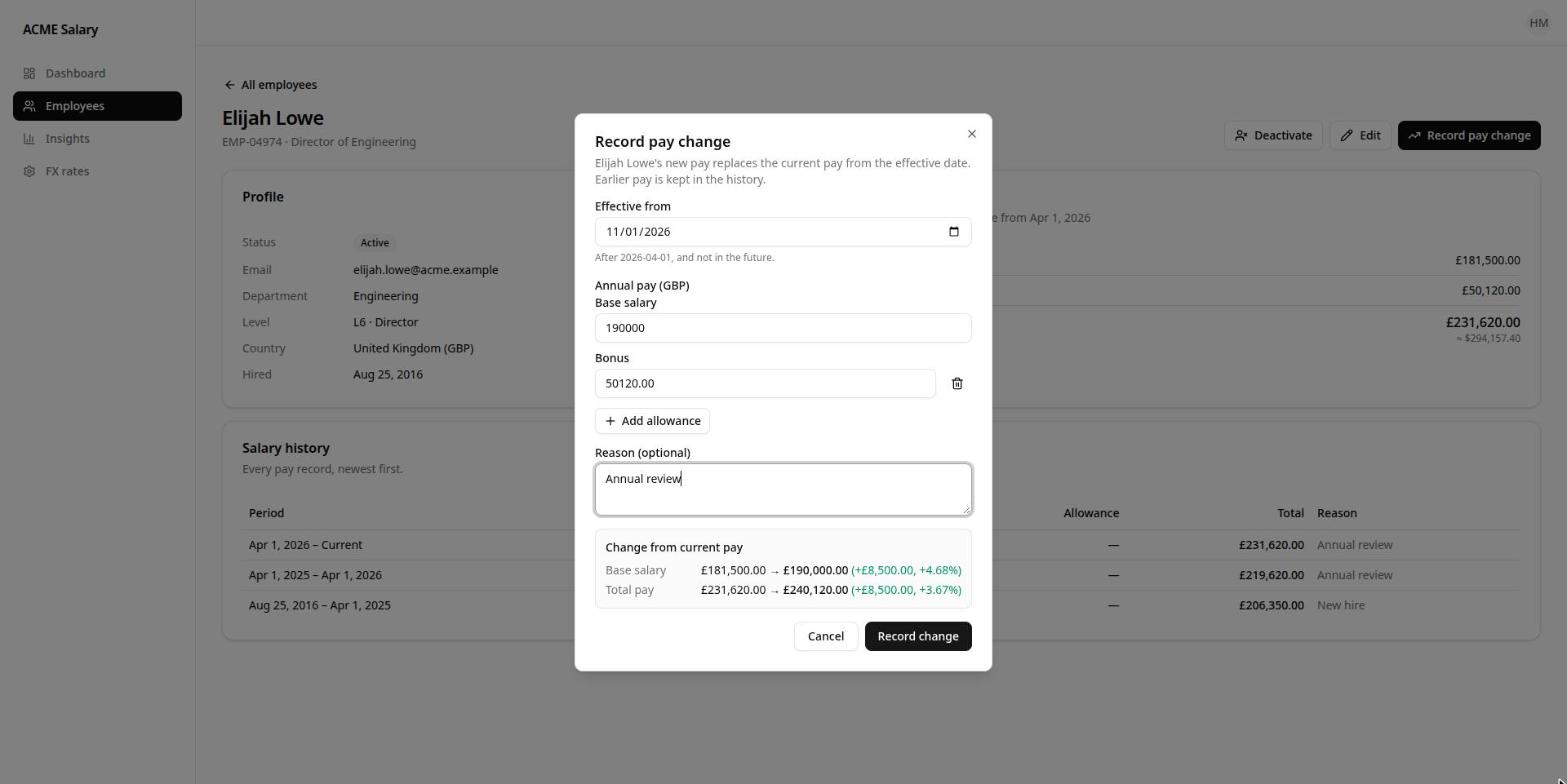 ACME Salary
HM
Dashboard
Employees
Insights
FX rates
All employees
Elijah Lowe
EMP-04974 · Director of Engineering
Deactivate
Edit
Record pay change
Profile
Status Active
Email elijah.lowe@acme.example
Department Engineering
Level L6 · Director
Country United Kingdom (GBP)
Hired Aug 25, 2016
from Apr 1, 2026
£181,500.00
£50,120.00
£231,620.00
≈ $294,157.40
Salary history
Every pay record, newest first.
Period Allowance Total Reason
Apr 1, 2026 – Current — £231,620.00 Annual review
Apr 1, 2025 – Apr 1, 2026 — £219,620.00 Annual review
Aug 25, 2016 – Apr 1, 2025 — £206,350.00 New hire
Record pay change
Elijah Lowe's new pay replaces the current pay from the effective date.
Earlier pay is kept in the history.
Effective from
11/01/2026
After 2026-04-01, and not in the future.
Annual pay (GBP)
Base salary
190000
Bonus
50120.00
Add allowance
Reason (optional)
Annual review
Change from current pay
Base salary £181,500.00 → £190,000.00 (+£8,500.00, +4.68%)
Total pay £231,620.00 → £240,120.00 (+£8,500.00, +3.67%)
Cancel
Record change